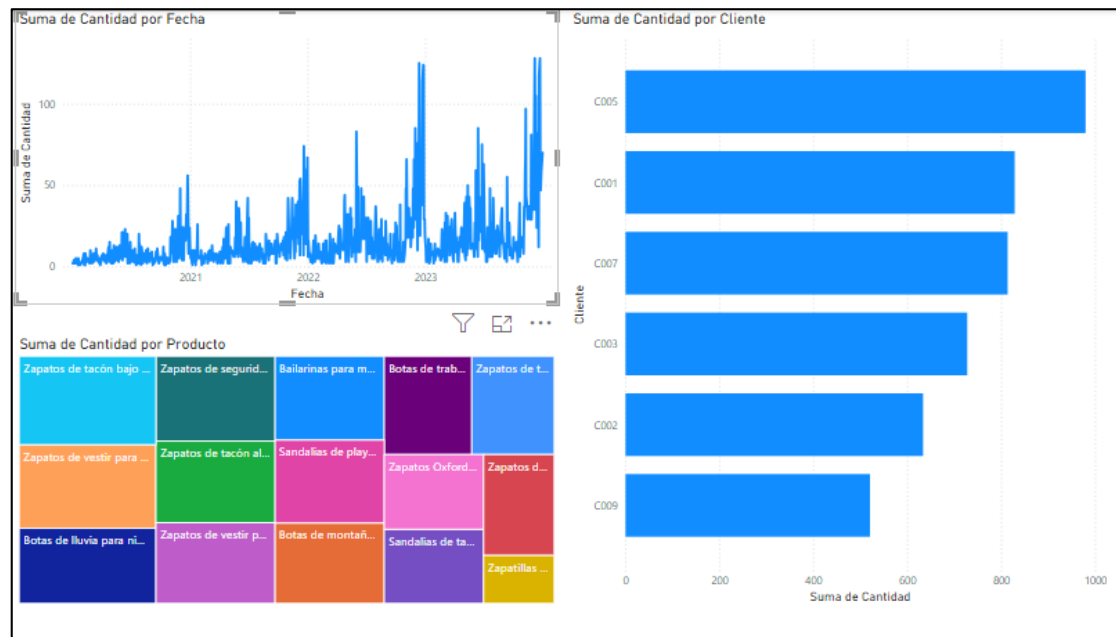 Suma de Cantidad por Fecha
Suma de Cantidad
100
50
0
2021
2022
2023
Fecha
Suma de Cantidad por Producto
Zapatos de tacón bajo ...
Zapatos de segurid...
Bailarinas para m...
Botas de trab...
Zapatos de t...
Zapatos de vestir para ...
Zapatos de tacón al...
Sandalias de play...
Zapatos Oxford...
Zapatos d...
Botas de lluvia para ni...
Zapatos de vestir p...
Botas de montañ...
Sandalias de ta...
Zapatillas ...
Suma de Cantidad por Cliente
Cliente
C005
C001
C007
C003
C002
C009
0
200
400
600
800
1000
Suma de Cantidad